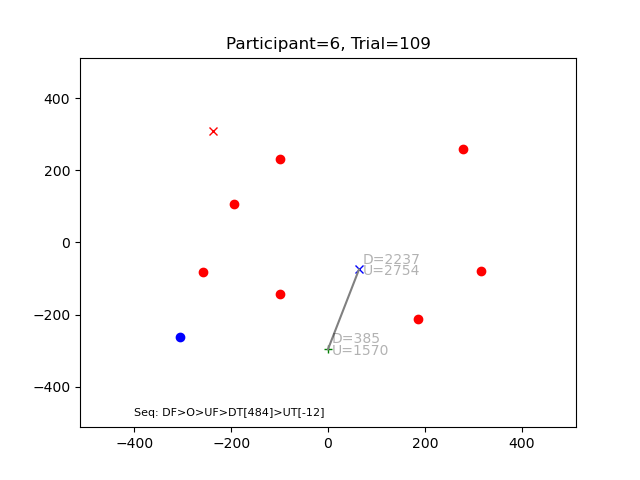 Participant=6, Trial=109
400
200
0
−200
−400
D=2237
U=2754
D=385
U=1570
Seq: DF>O>UF>DT[484]>UT[-12]
−400 −200 0 200 400